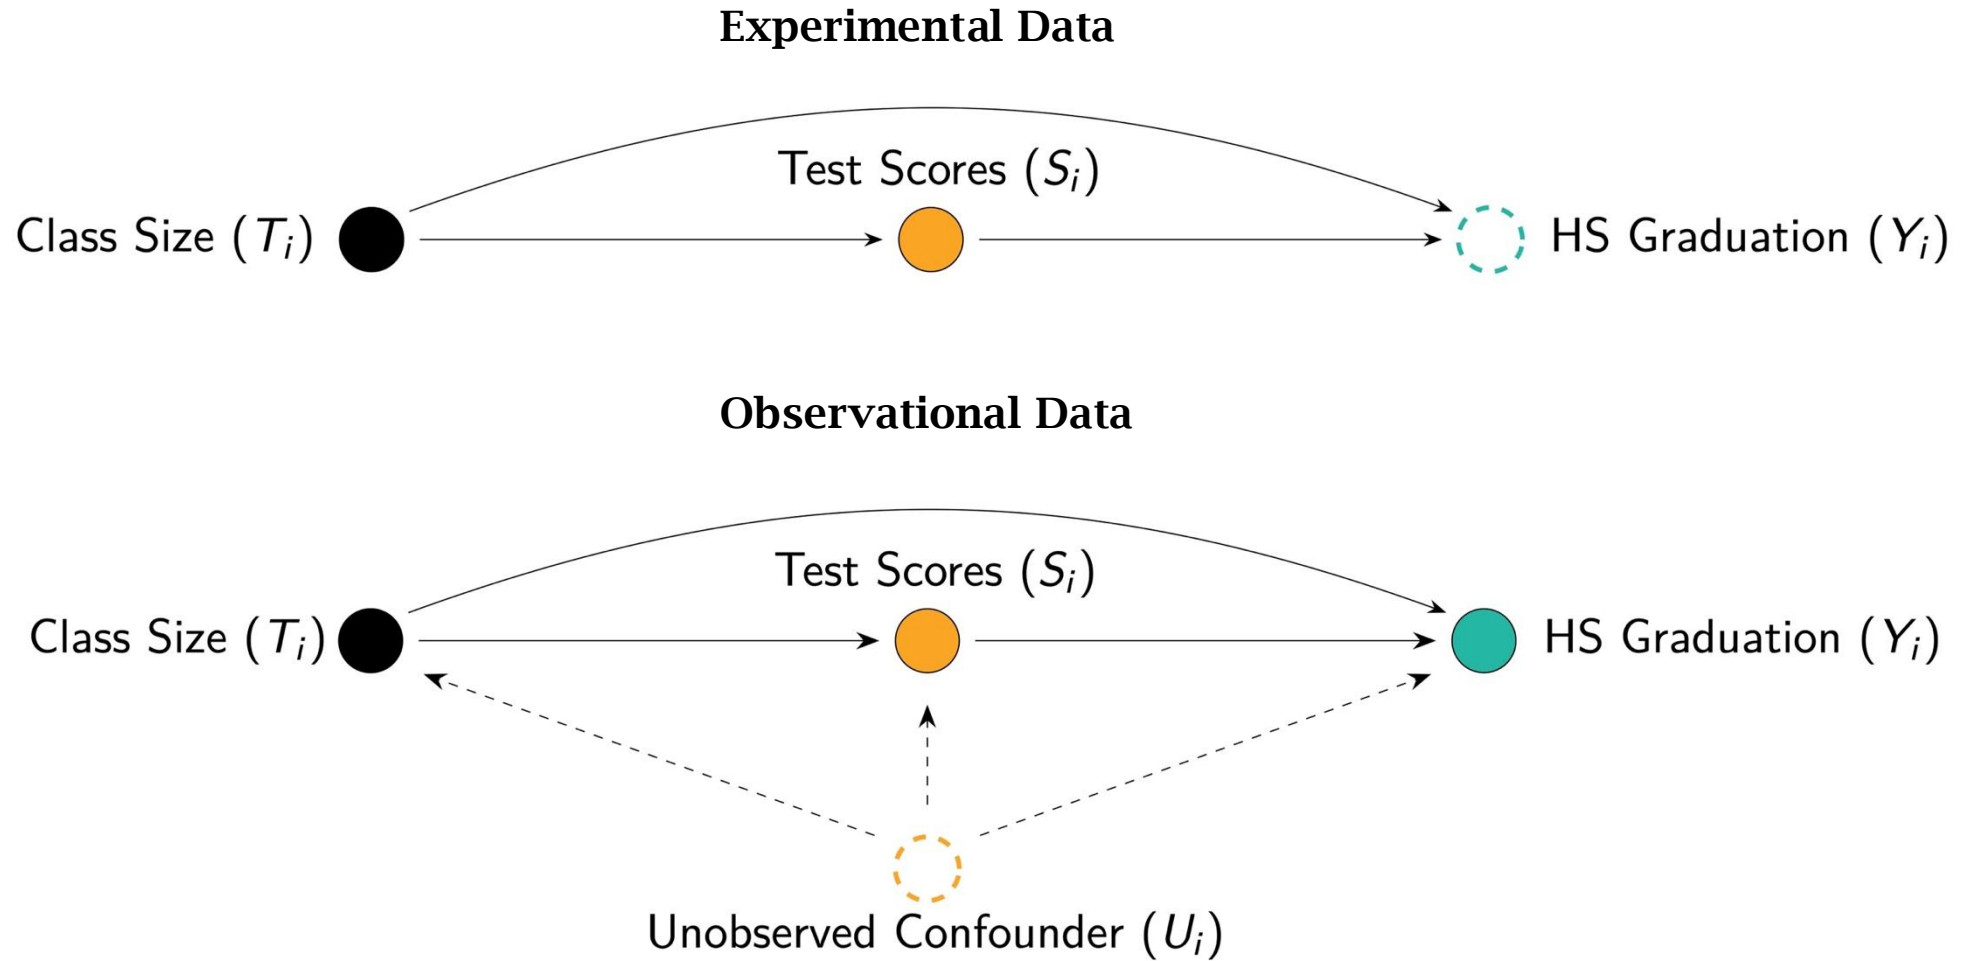 Experimental Data
Test Scores (Si)
Class Size (Ti)
HS Graduation (Yi)
Observational Data
Test Scores (Si)
Class Size (Ti)
HS Graduation (Yi)
Unobserved Confounder (Ui)